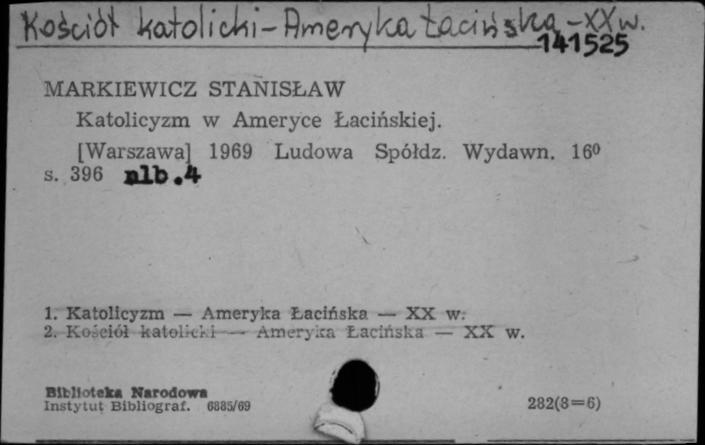 Kościół katolicki - Ameryka Łacińska - XX w.
141525
MARKIEWICZ STANISŁAW
Katolicyzm w Ameryce Łacińskiej.
[Warszawa] 1969 Ludowa Spółdz. Wydawn. 16⁰
s. 396 nlb.4
1. Katolicyzm — Ameryka Łacińska — XX w.
2. Kościół katolicki — Ameryka Łacińska — XX w.
Biblioteka Narodowa
Instytut Bibliograf. 6885/69
282(8=6)